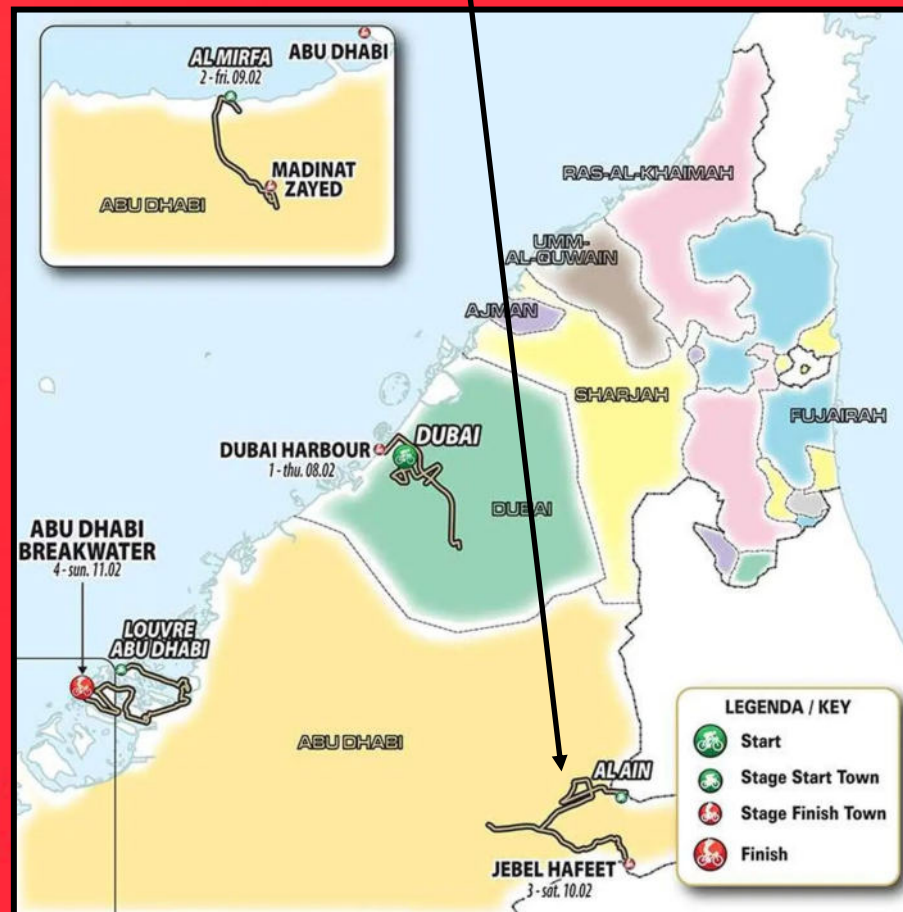 ABU DHABI
AL MIRFA
2 - fri. 09.02
MADINAT
ZAYED
ABU DHABI
RAS-AL-KHAIMAH
UMM-
AL-QUWAIN
AJMAN
SHARJAH
FUJAIRAH
DUBAI
DUBAI HARBOUR
1 - thu. 08.02
DUBAI
ABU DHABI
BREAKWATER
4 - sun. 11.02
LOUVRE
ABU DHABI
ABU DHABI
AL AIN
JEBEL HAFEET
3 - sat. 10.02
LEGENDA / KEY
Start
Stage Start Town
Stage Finish Town
Finish